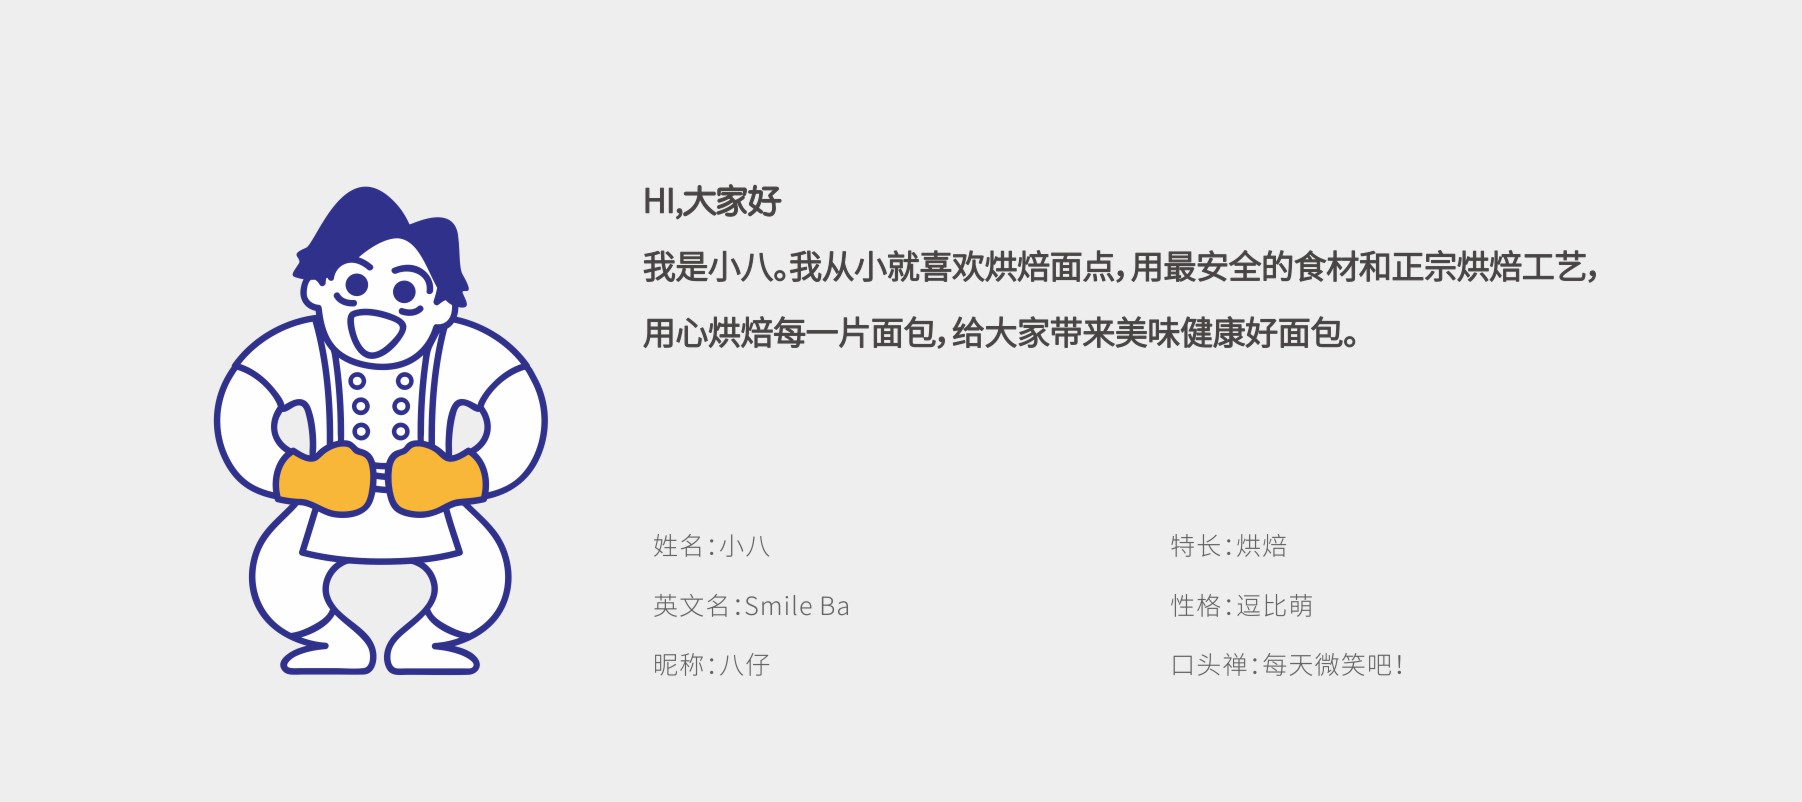 HI,大家好
我是小八。我从小就喜欢烘焙面点，用最安全的食材和正宗烘焙工艺，
用心烘焙每一片面包，给大家带来美味健康好面包。
姓名：小八
特长：烘焙
英文名：Smile Ba
性格：逗比萌
昵称：八仔
口头禅：每天微笑吧！